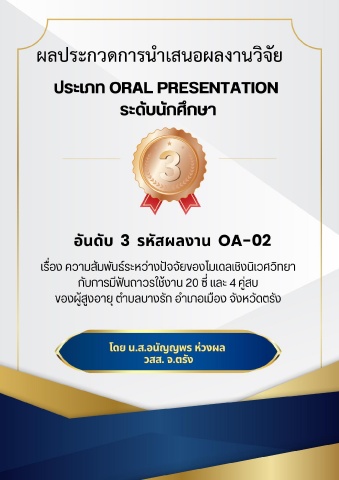 ผลประกวดการนำเสนอผลงานวิจัย
ประเภท ORAL PRESENTATION
ระดับนักศึกษา
3
อันดับ 3 รหัสผลงาน OA-02
เรื่อง ความสัมพันธ์ระหว่างปัจจัยของโมเดลเชิงนิเวศวิทยา
กับการมีฟันถาวรใช้งาน 20 ซี่ และ 4 คู่สบ
ของผู้สูงอายุ ตำบลบางรัก อำเภอเมือง จังหวัดตรัง
โดย น.ส.อนัญญพร ห่วงผล
วสส. จ.ตรัง